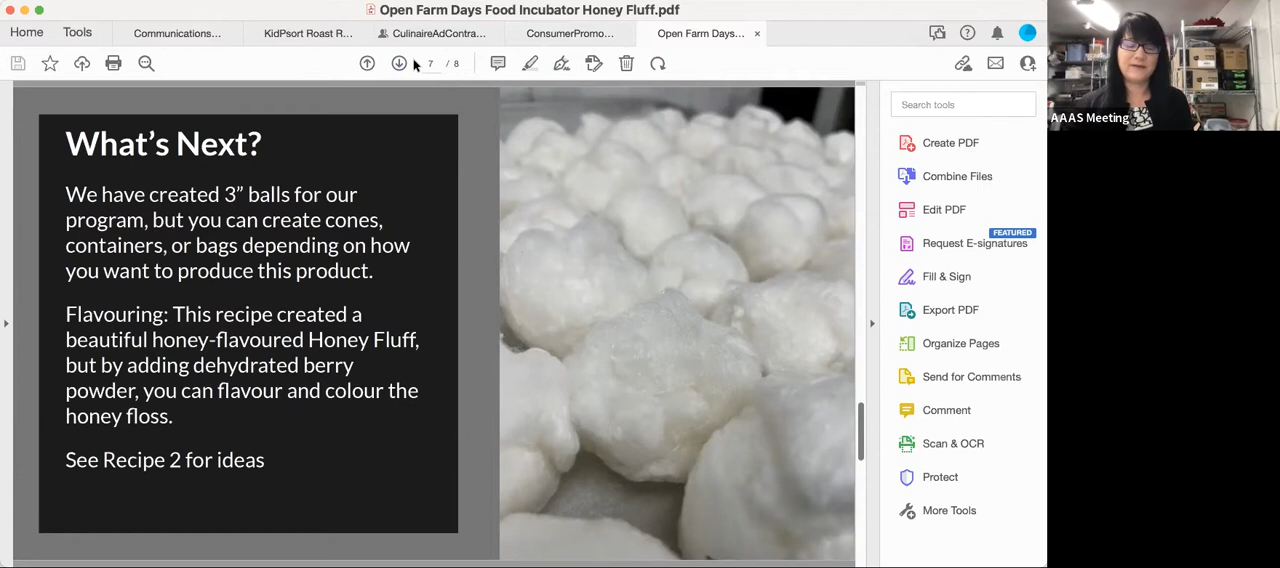 Open Farm Days Food Incubator Honey Fluff.pdf
Home
Tools
Communications...
KidPsort Roast R...
CulinaireAdContra...
ConsumerPromo...
Open Farm Days...
×
7 / 8
What's Next?
We have created 3” balls for our
program, but you can create cones,
containers, or bags depending on how
you want to produce this product.
Flavouring: This recipe created a
beautiful honey-flavoured Honey Fluff,
but by adding dehydrated berry
powder, you can flavour and colour the
honey floss.
See Recipe 2 for ideas
Search tools
Create PDF
Combine Files
Edit PDF
FEATURED
Request E-signatures
Fill & Sign
Export PDF
Organize Pages
Send for Comments
Comment
Scan & OCR
Protect
More Tools
AAAS Meeting